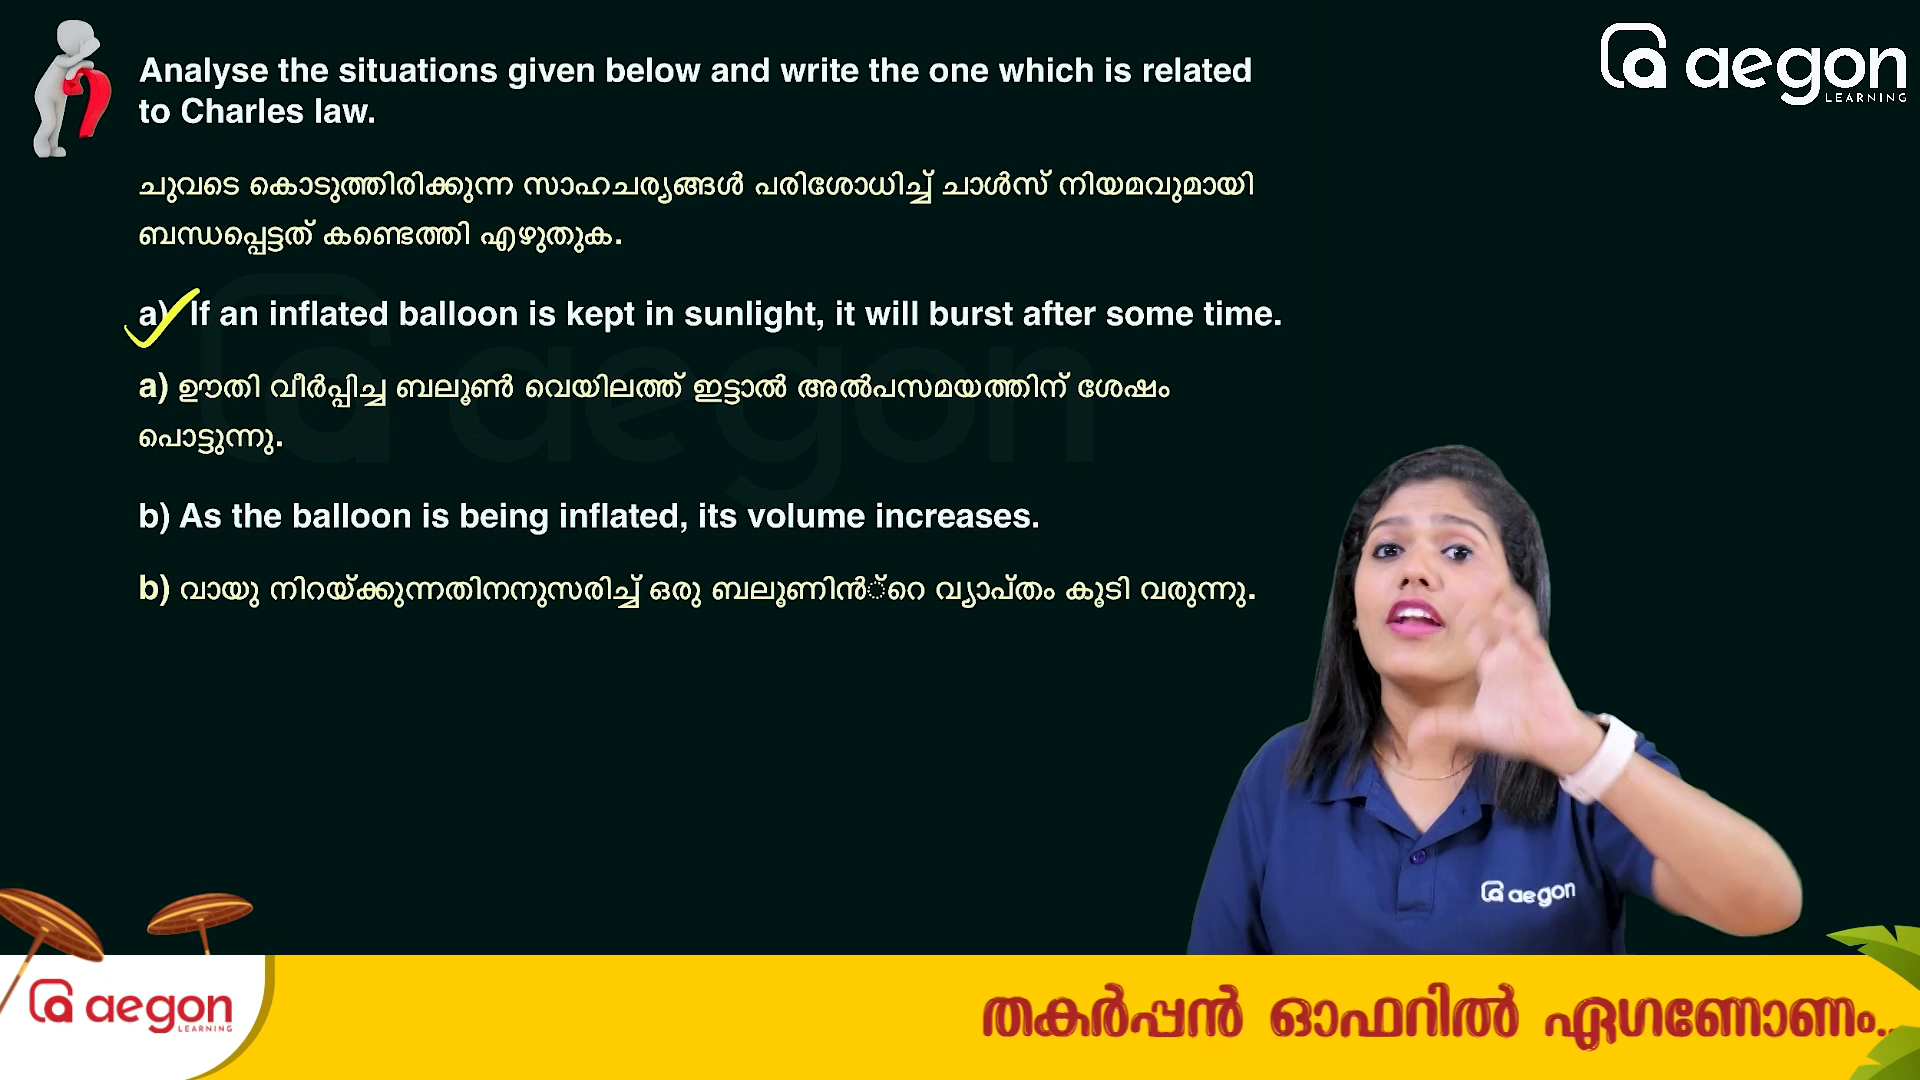 Analyse the situations given below and write the one which is related
to Charles law.
ചുവടെ കൊടുത്തിരിക്കുന്ന സാഹചര്യങ്ങൾ പരിശോധിച്ച് ചാൾസ് നിയമവുമായി
ബന്ധപ്പെട്ടത് കണ്ടെത്തി എഴുതുക.
a) If an inflated balloon is kept in sunlight, it will burst after some time.
a) ഊതി വീർപ്പിച്ച ബലൂൺ വെയിലത്ത് ഇട്ടാൽ അൽപസമയത്തിന് ശേഷം
പൊട്ടുന്നു.
b) As the balloon is being inflated, its volume increases.
b) വായു നിറയ്ക്കുന്നതിനനുസരിച്ച് ഒരു ബലൂണിൻ്റെ വ്യാപ്തം കൂടി വരുന്നു.
aegon
LEARNING
aegon
aegon
aegon
LEARNING
തകർപ്പൻ ഓഫറിൽ ഏഗണോണം..